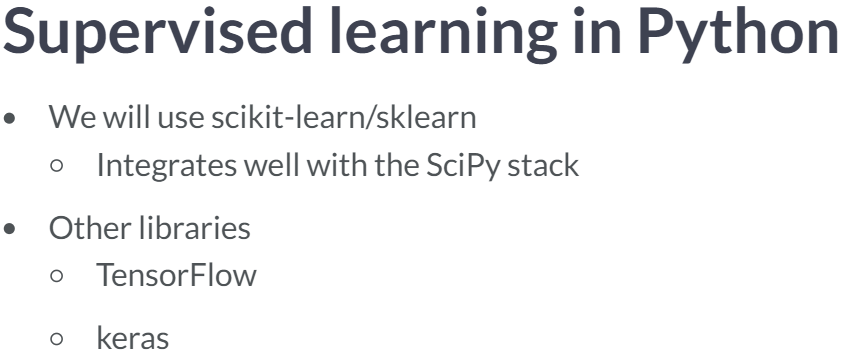 Supervised learning in Python
• We will use scikit-learn/sklearn
○ Integrates well with the SciPy stack
• Other libraries
○ TensorFlow
○ keras